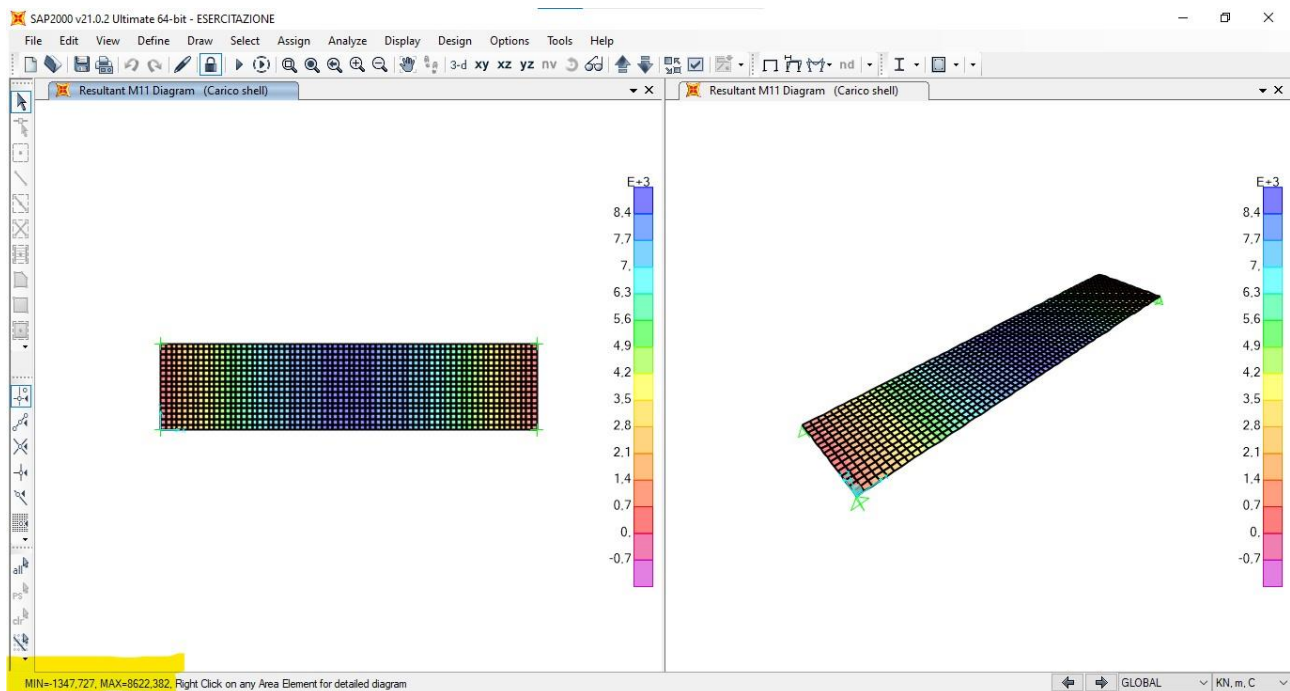 SAP2000 v21.0.2 Ultimate 64-bit - ESERCITAZIONE
File Edit View Define Draw Select Assign Analyze Display Design Options Tools Help
3-d xy xz yz nv nd
Resultant M11 Diagram (Carico shell)
Resultant M11 Diagram (Carico shell)
E+3
8.4
7.7
7.
6.3
5.6
4.9
4.2
3.5
2.8
2.1
1.4
0.7
0.
-0.7
E+3
8.4
7.7
7.
6.3
5.6
4.9
4.2
3.5
2.8
2.1
1.4
0.7
0.
-0.7
all
ps
clr
MIN=-1347,727, MAX=8622,382, Right Click on any Area Element for detailed diagram
GLOBAL
KN, m, C